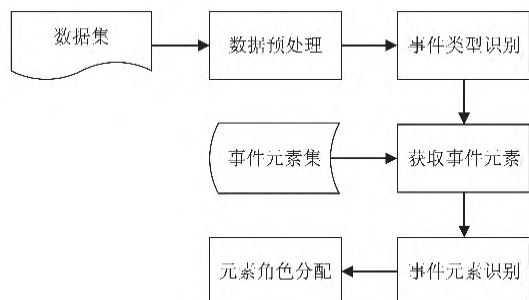 数据集
数据预处理
事件类型识别
事件元素集
获取事件元素
元素角色分配
事件元素识别